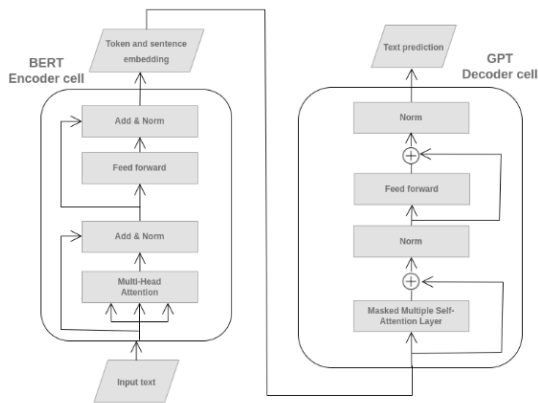 BERT
Encoder cell
Token and sentence
embedding
Add & Norm
Feed forward
Add & Norm
Multi-Head
Attention
Input text
Text prediction
GPT
Decoder cell
Norm
Feed forward
Norm
Masked Multiple Self-
Attention Layer